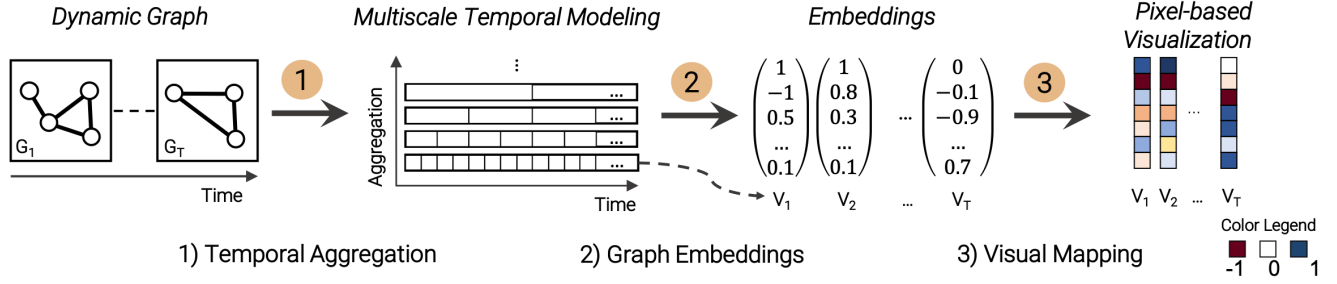 Dynamic Graph
Multiscale Temporal Modeling
Embeddings
Pixel-based
Visualization
1
2
3
G1
GT
Time
Aggregation
...
...
...
...
...
Time
1
−1
0.5
...
0.1
1
0.8
0.3
...
0.1
...
0
−0.1
−0.9
...
0.7
V1
V2
...
VT
...
V1
V2
...
VT
1) Temporal Aggregation
2) Graph Embeddings
3) Visual Mapping
Color Legend
-1 0 1